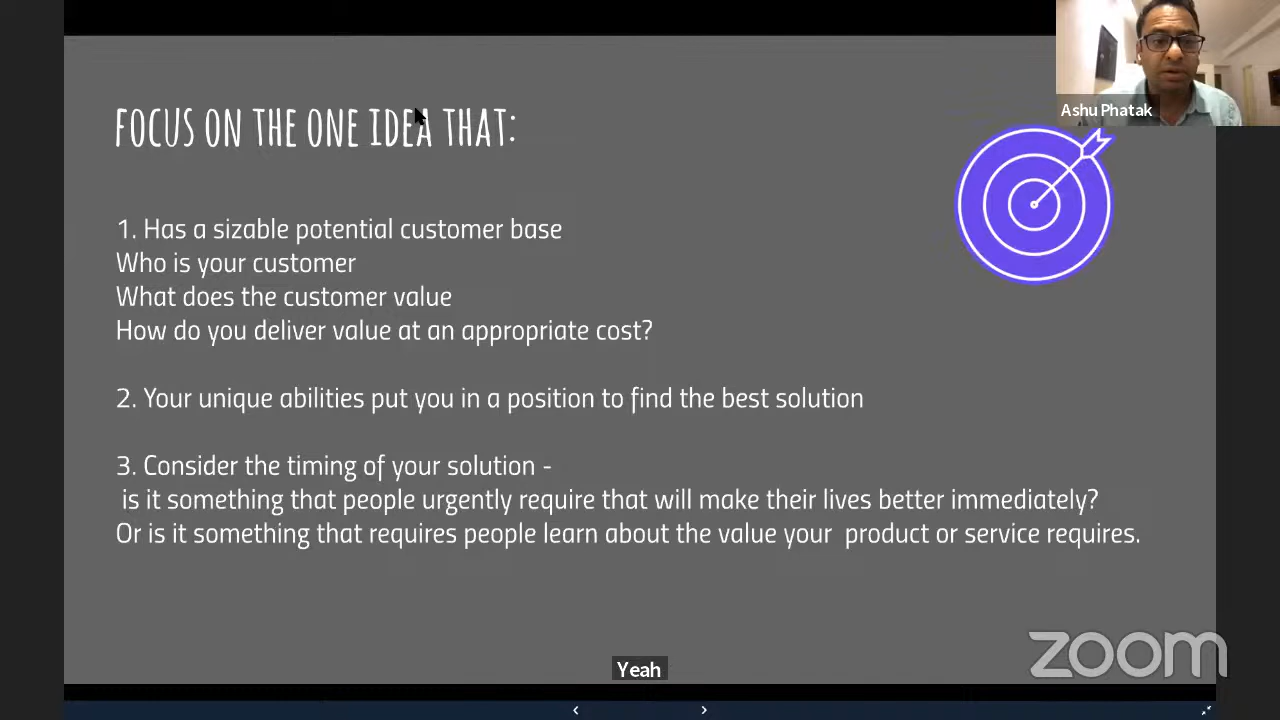 FOCUS ON THE ONE IDEA THAT:
1. Has a sizable potential customer base
Who is your customer
What does the customer value
How do you deliver value at an appropriate cost?
2. Your unique abilities put you in a position to find the best solution
3. Consider the timing of your solution -
is it something that people urgently require that will make their lives better immediately?
Or is it something that requires people learn about the value your product or service requires.
Ashu Phatak
Yeah
zoom